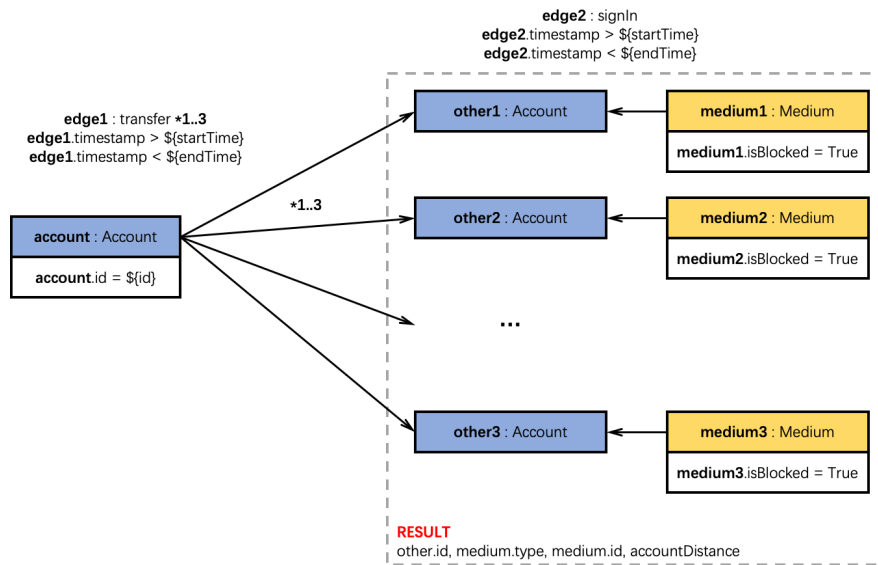 edge2 : signIn
edge2.timestamp > ${startTime}
edge2.timestamp < ${endTime}
edge1 : transfer *1..3
edge1.timestamp > ${startTime}
edge1.timestamp < ${endTime}
other1 : Account
medium1 : Medium
medium1.isBlocked = True
*1..3
other2 : Account
medium2 : Medium
medium2.isBlocked = True
account : Account
account.id = ${id}
...
other3 : Account
medium3 : Medium
medium3.isBlocked = True
RESULT
other.id, medium.type, medium.id, accountDistance